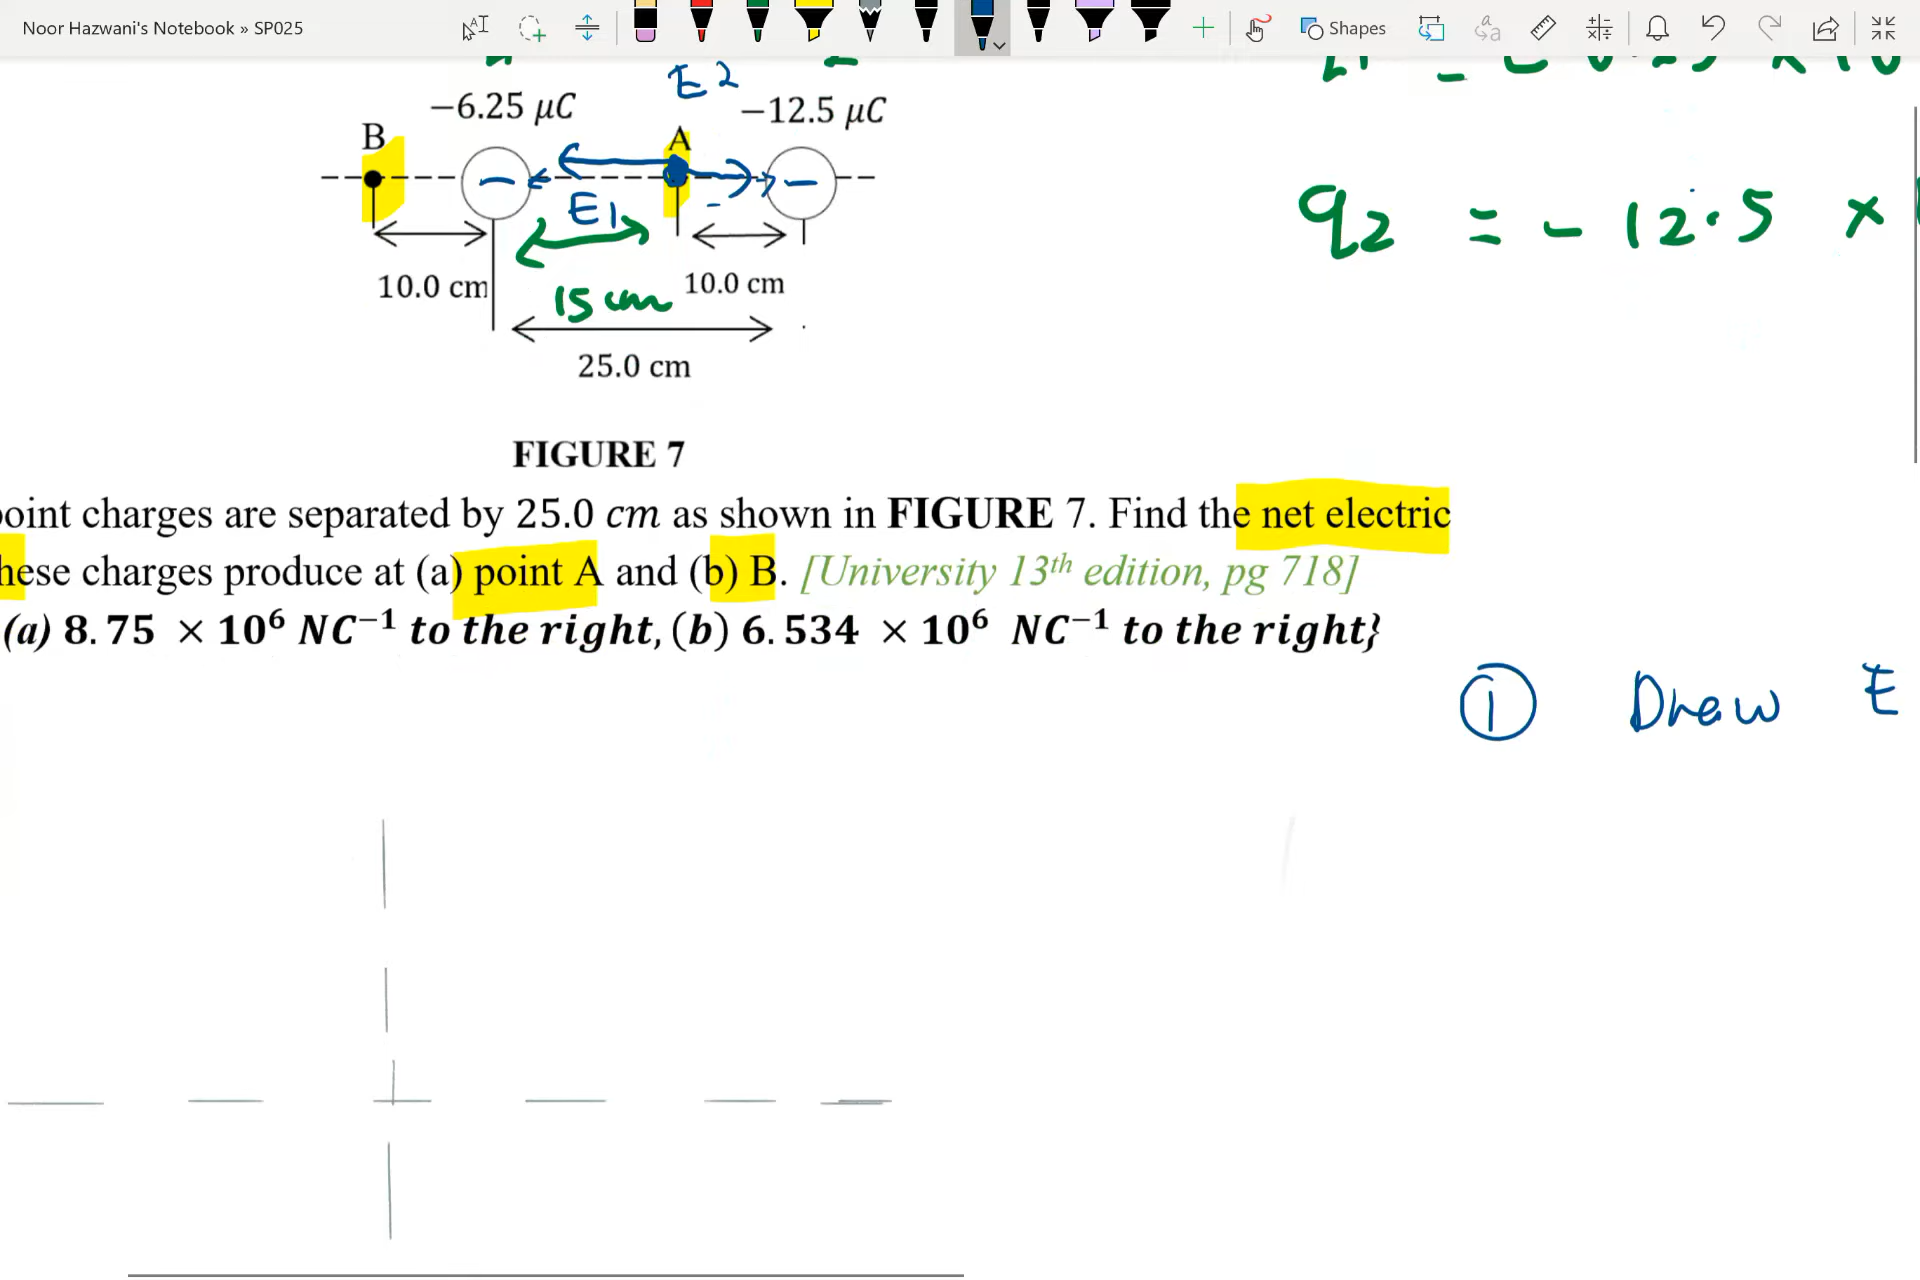 Noor Hazwani's Notebook » SP025
Shapes
E2
−6.25 μC
−12.5 μC
B
A
E1
q2 = − 12.5 ×
10.0 cm
15 cm
10.0 cm
25.0 cm
FIGURE 7
oint charges are separated by 25.0 cm as shown in FIGURE 7. Find the net electric
hese charges produce at (a) point A and (b) B. [University 13th edition, pg 718]
(a) 8.75 × 10⁶ NC⁻¹ to the right, (b) 6.534 × 10⁶ NC⁻¹ to the right}
① Draw E